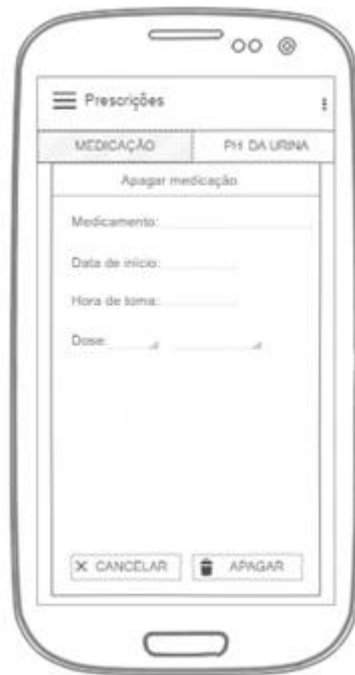 Prescrições
MEDICAÇÃO PH DA URINA
Apagar medicação
Medicamento:
Data de início:
Hora de toma:
Dose:
CANCELAR APAGAR